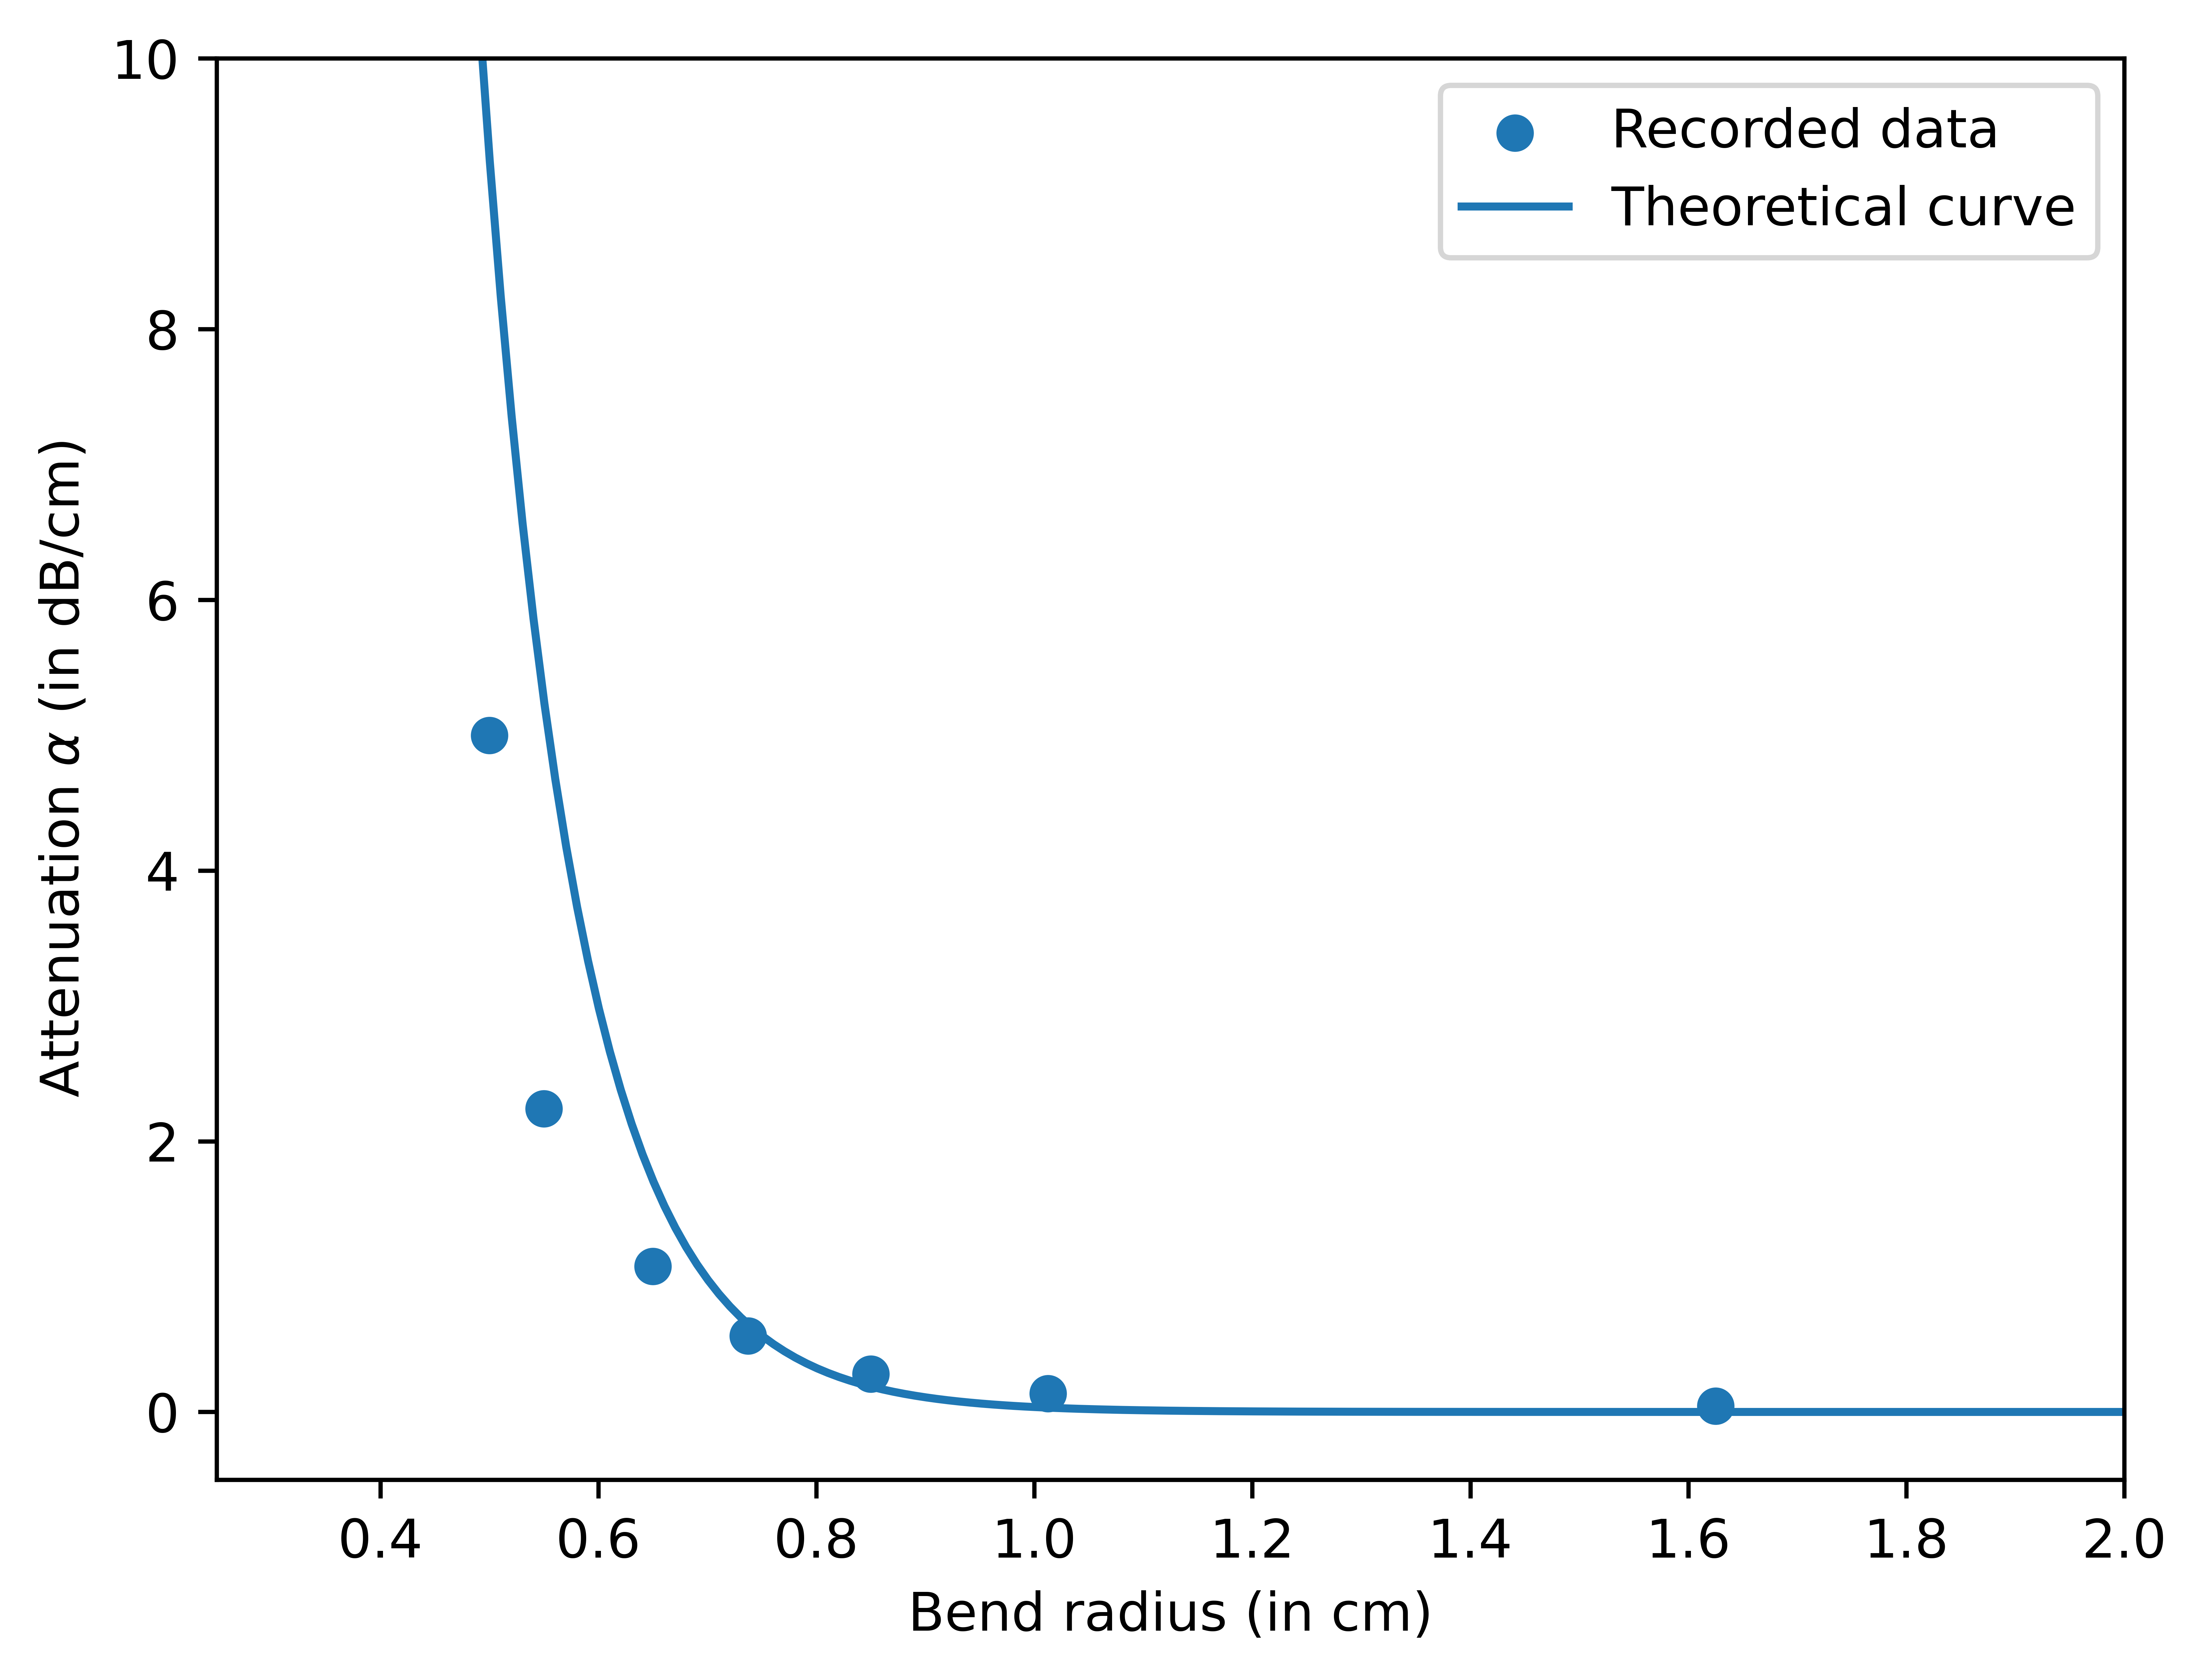 10
8
6
4
2
0
Attenuation α (in dB/cm)
Recorded data
Theoretical curve
0.4 0.6 0.8 1.0 1.2 1.4 1.6 1.8 2.0
Bend radius (in cm)